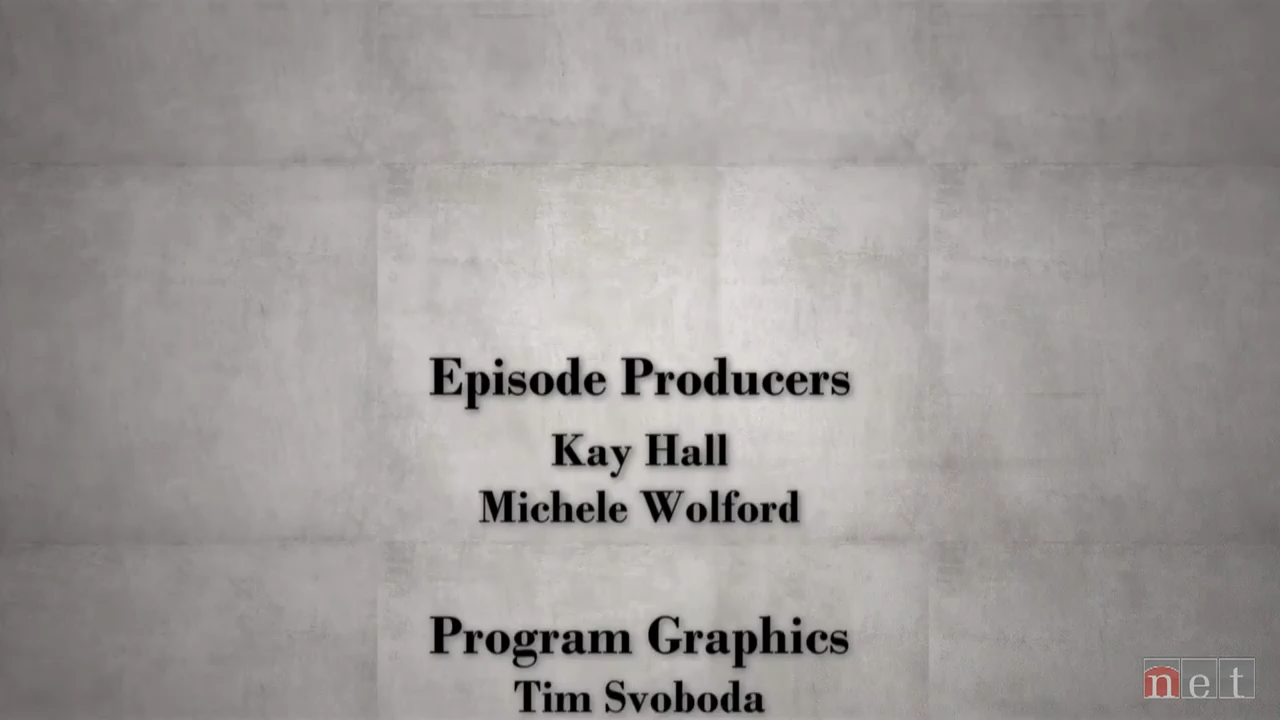 Episode Producers
Kay Hall
Michele Wolford
Program Graphics
Tim Svoboda
net